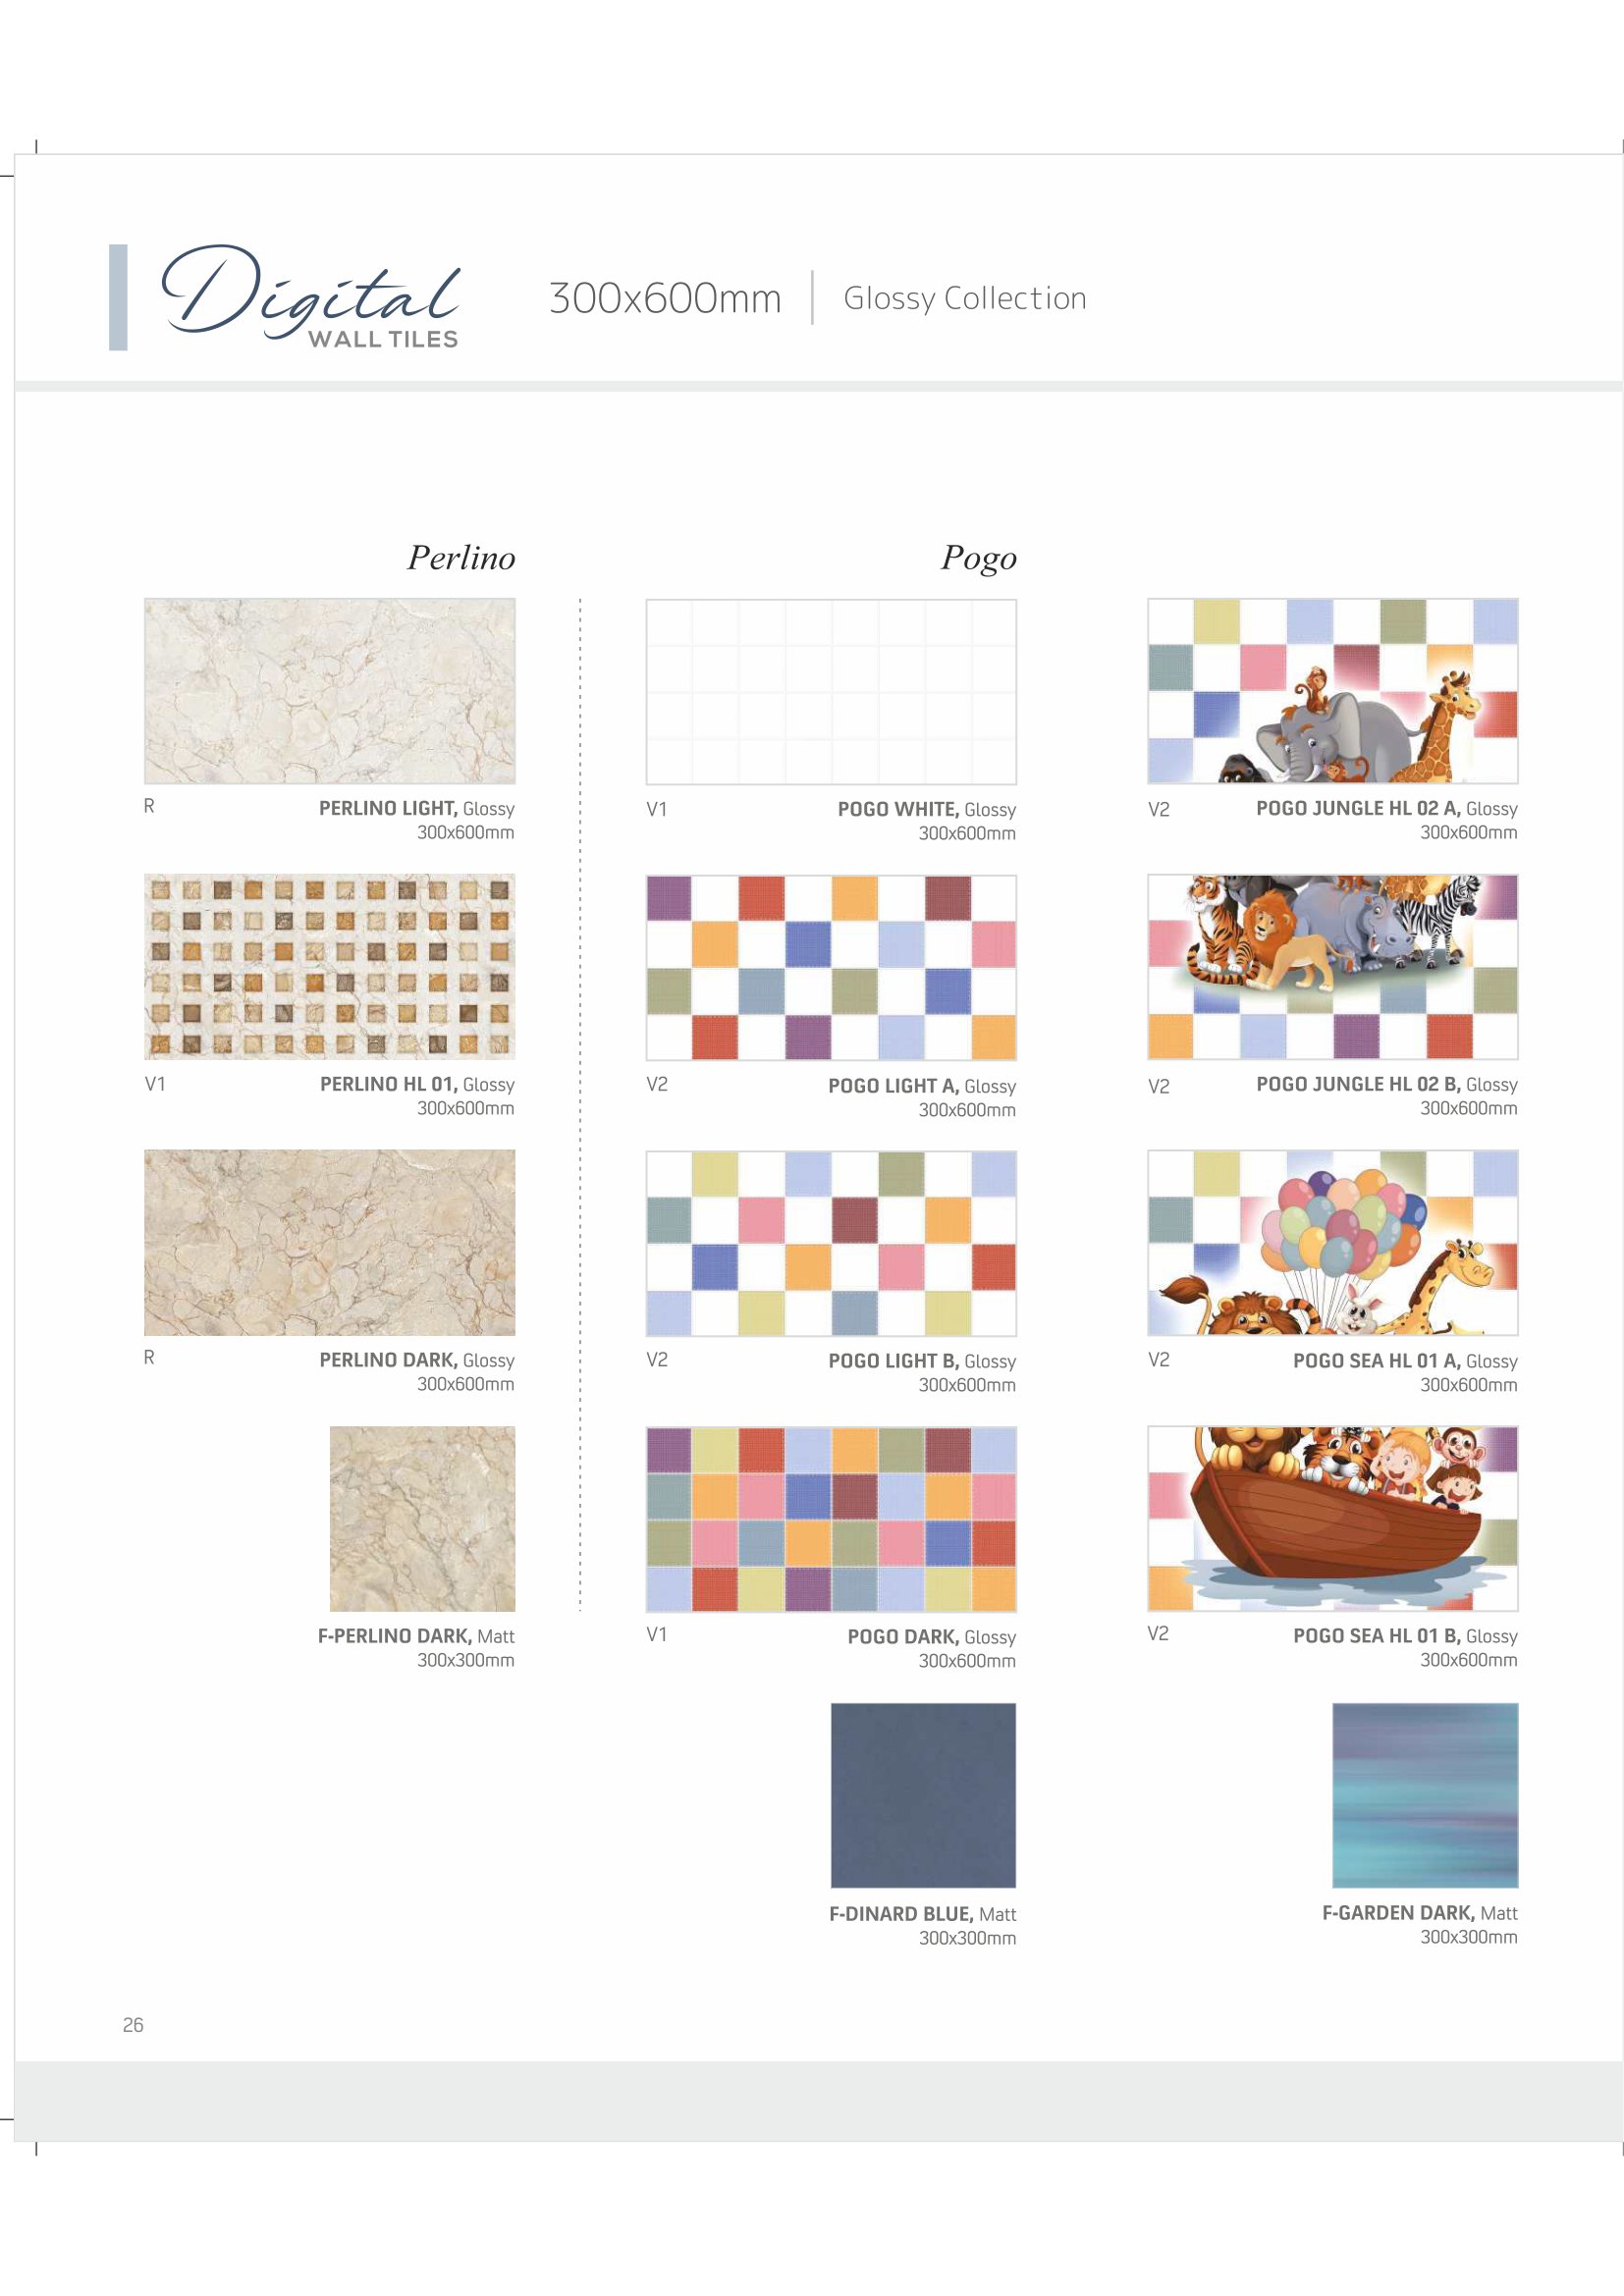 Digital
WALL TILES
300x600mm
Glossy Collection
Perlino
R
PERLINO LIGHT, Glossy
300x600mm
V1
PERLINO HL 01, Glossy
300x600mm
R
PERLINO DARK, Glossy
300x600mm
F-PERLINO DARK, Matt
300x300mm
Pogo
V1
POGO WHITE, Glossy
300x600mm
V2
POGO LIGHT A, Glossy
300x600mm
V2
POGO LIGHT B, Glossy
300x600mm
V1
POGO DARK, Glossy
300x600mm
F-DINARD BLUE, Matt
300x300mm
V2
POGO JUNGLE HL 02 A, Glossy
300x600mm
V2
POGO JUNGLE HL 02 B, Glossy
300x600mm
V2
POGO SEA HL 01 A, Glossy
300x600mm
V2
POGO SEA HL 01 B, Glossy
300x600mm
F-GARDEN DARK, Matt
300x300mm
26